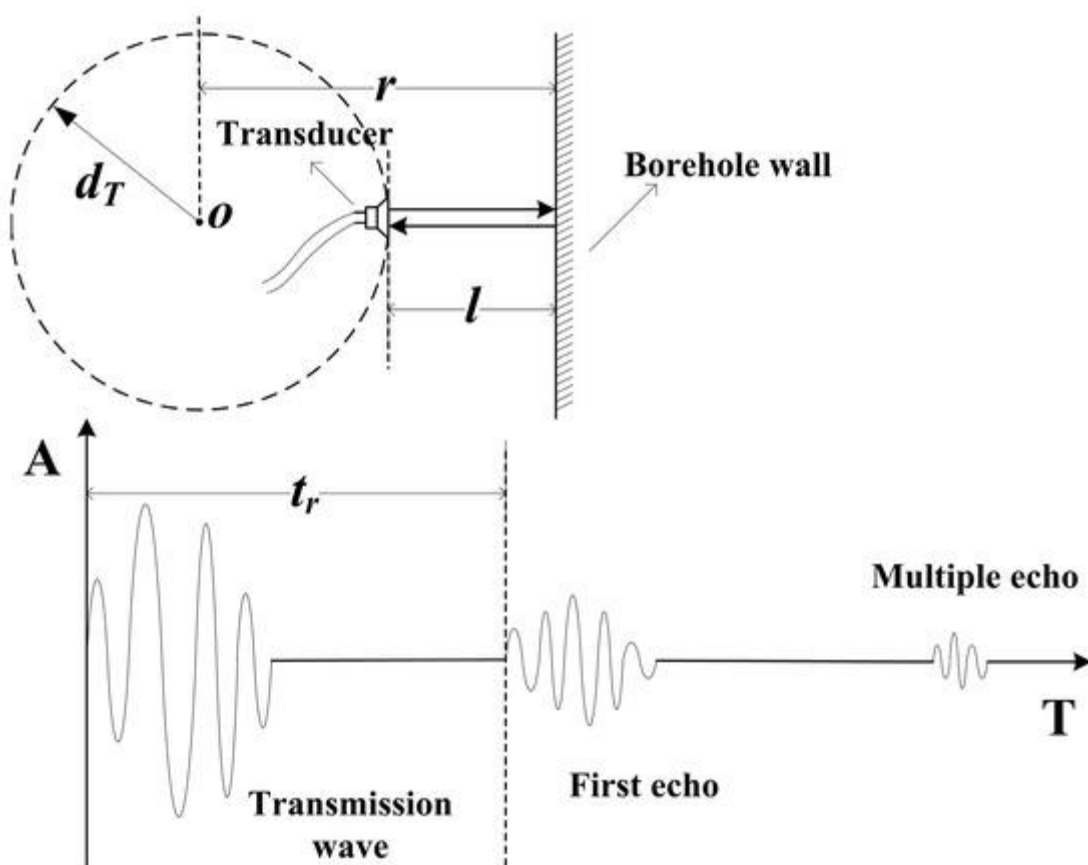 r
Transducer
Borehole wall
d_T
o
l
A
t_r
Multiple echo
T
First echo
Transmission
wave